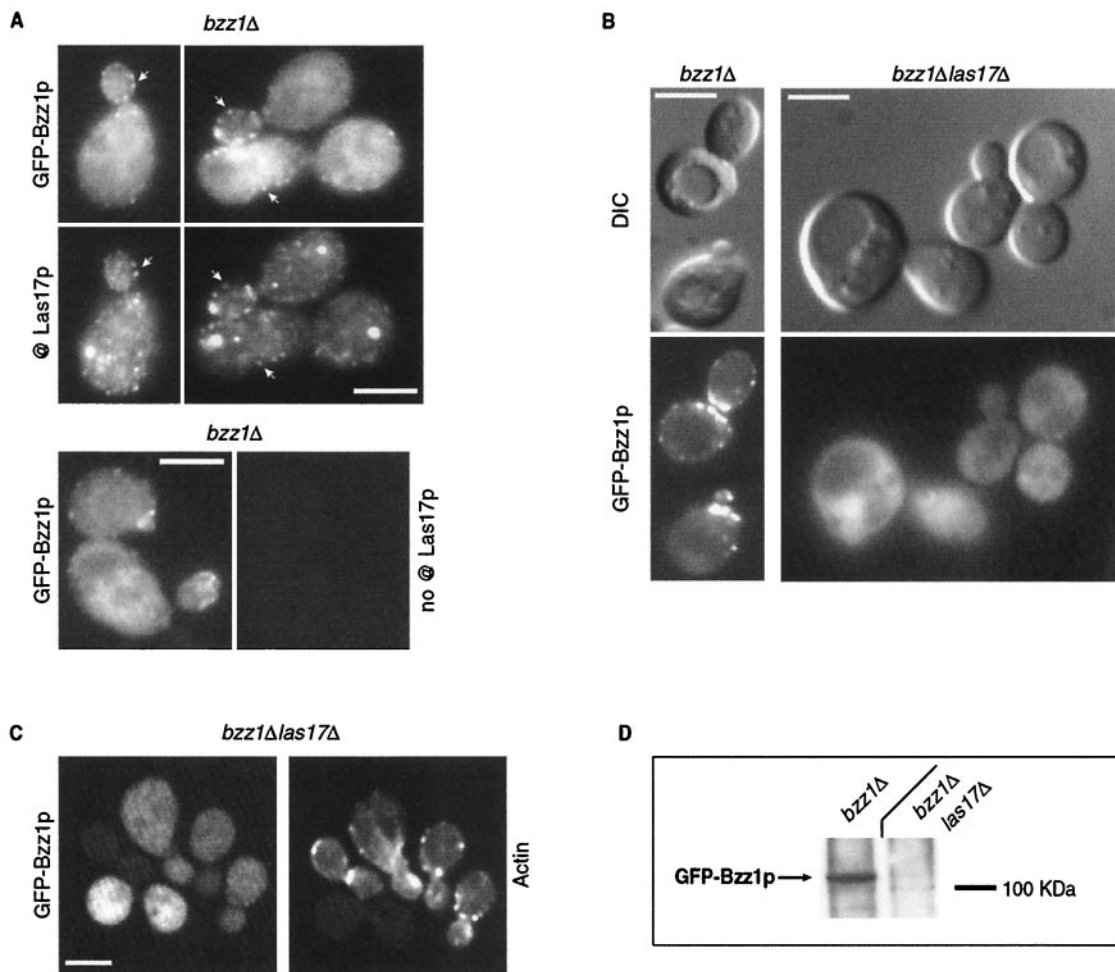 A
bzz1Δ
GFP-Bzz1p
@ Las17p
bzz1Δ
GFP-Bzz1p
no @ Las17p
B
bzz1Δ
bzz1Δlas17Δ
DIC
GFP-Bzz1p
C
bzz1Δlas17Δ
GFP-Bzz1p
Actin
D
bzz1Δ
bzz1Δ
las17Δ
GFP-Bzz1p
100 KDa